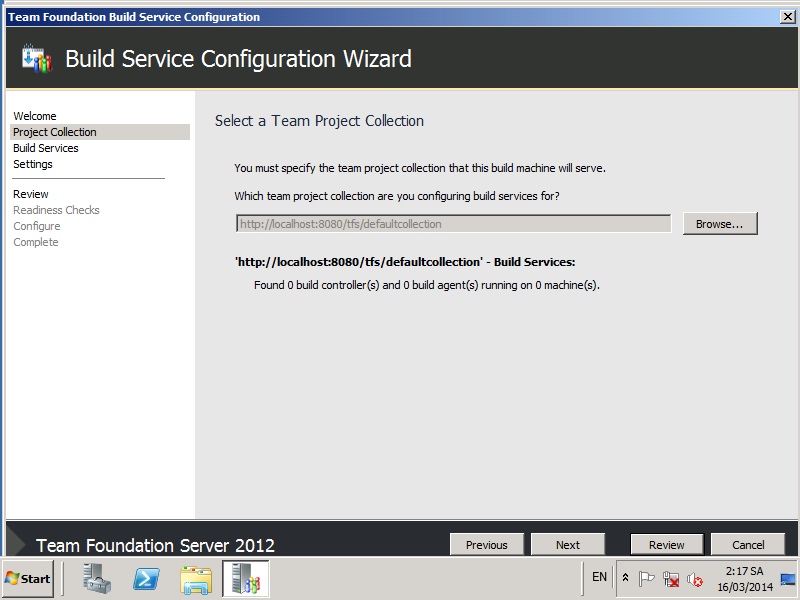 Team Foundation Build Service Configuration
Build Service Configuration Wizard
Welcome
Project Collection
Build Services
Settings
Review
Readiness Checks
Configure
Complete
Select a Team Project Collection
You must specify the team project collection that this build machine will serve.
Which team project collection are you configuring build services for?
http://localhost:8080/tfs/defaultcollection
Browse...
'http://localhost:8080/tfs/defaultcollection' - Build Services:
Found 0 build controller(s) and 0 build agent(s) running on 0 machine(s).
Team Foundation Server 2012
Previous
Next
Review
Cancel
Start
EN
2:17 SA
16/03/2014